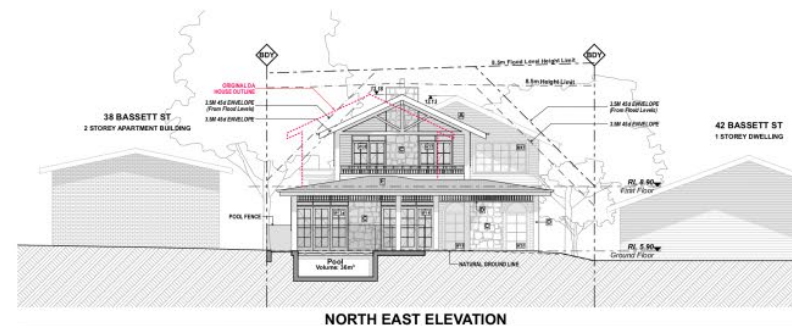 BDY
BDY
9.3m Flood Level Height Limit
8.5m Height Limit
ORIGINAL DA
HOUSE OUTLINE
3.5M 45d ENVELOPE
(From Flood Levels)
3.5M 45d ENVELOPE
3.5M 45d ENVELOPE
(From Flood Levels)
3.5M 45d ENVELOPE
38 BASSETT ST
2 STOREY APARTMENT BUILDING
42 BASSETT ST
1 STOREY DWELLING
RL 8.90
First Floor
POOL FENCE
RL 5.90
Ground Floor
Pool
Volume: 36m³
NATURAL GROUND LINE
NORTH EAST ELEVATION